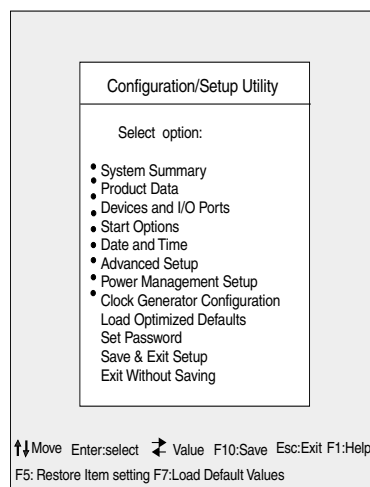 Configuration/Setup Utility
Select option:
• System Summary
• Product Data
• Devices and I/O Ports
• Start Options
• Date and Time
• Advanced Setup
• Power Management Setup
• Clock Generator Configuration
Load Optimized Defaults
Set Password
Save & Exit Setup
Exit Without Saving
↑↓Move Enter:select ⇄ Value F10:Save Esc:Exit F1:Help
F5: Restore Item setting F7:Load Default Values